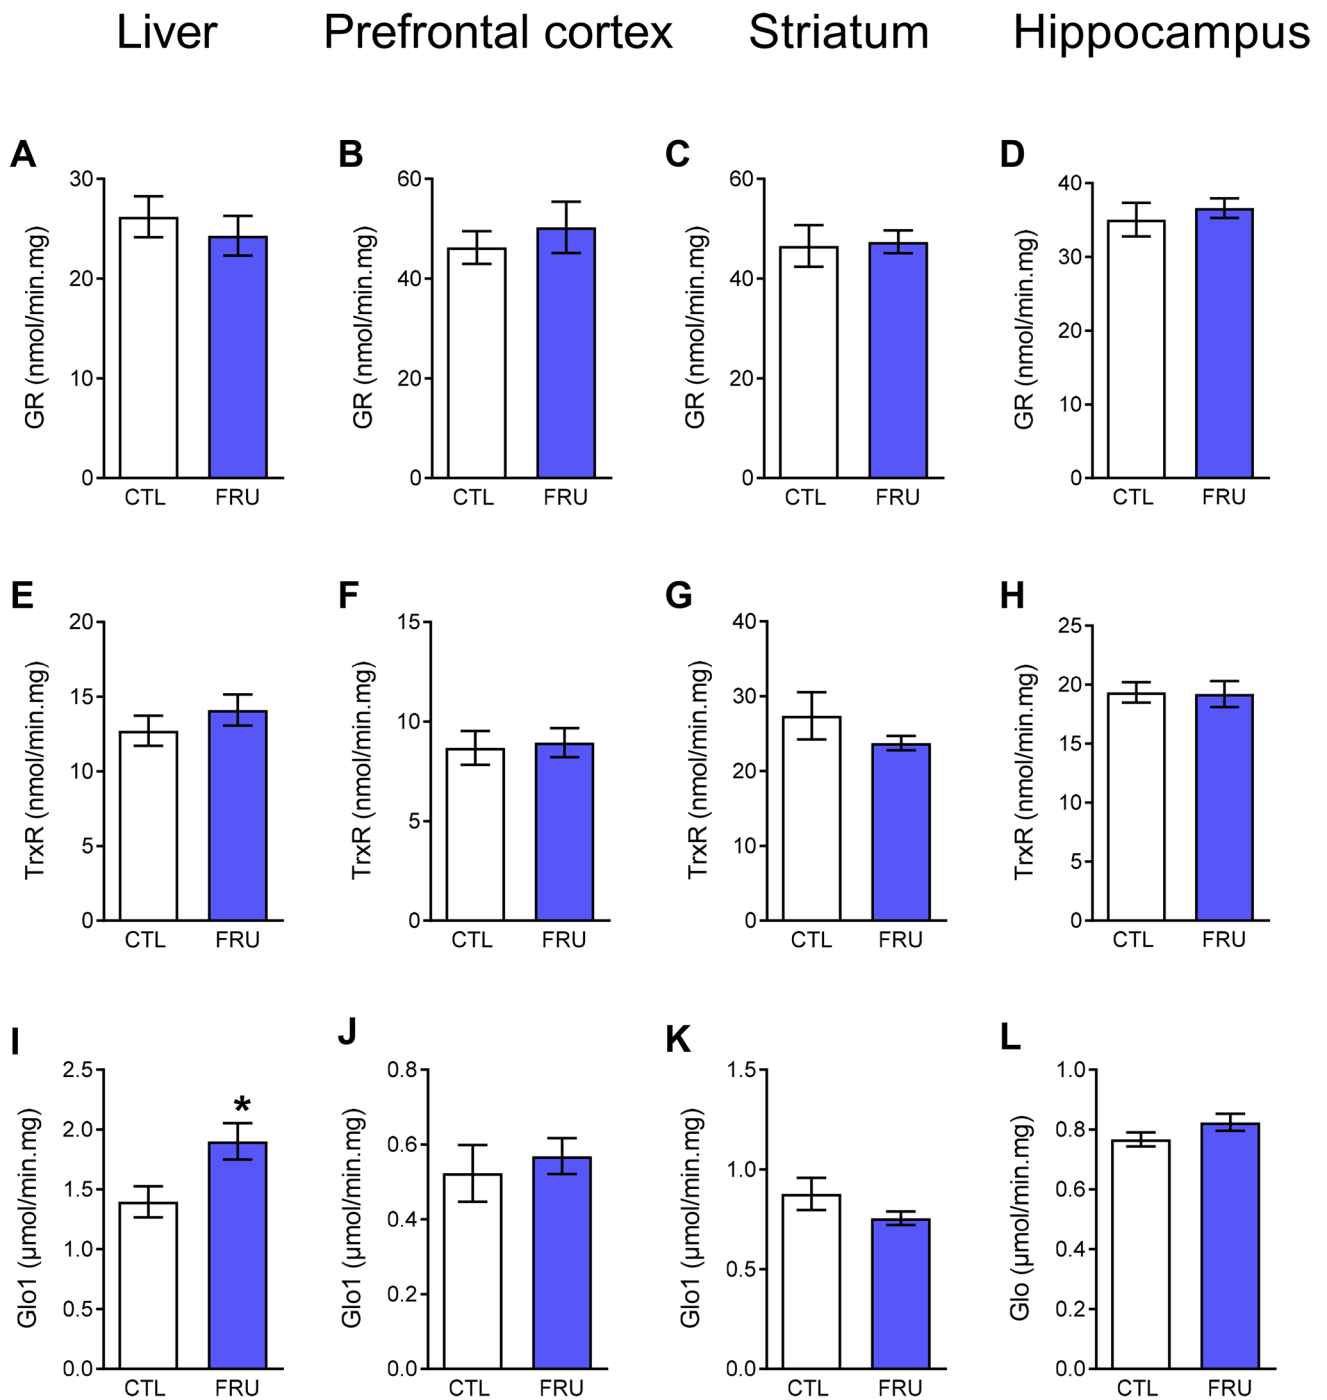 Liver Prefrontal cortex Striatum Hippocampus
A B C D
GR (nmol/min.mg)
30
20
10
0
CTL FRU
GR (nmol/min.mg)
60
40
20
0
CTL FRU
GR (nmol/min.mg)
60
40
20
0
CTL FRU
GR (nmol/min.mg)
40
30
20
10
0
CTL FRU
E F G H
TrxR (nmol/min.mg)
20
15
10
5
0
CTL FRU
TrxR (nmol/min.mg)
15
10
5
0
CTL FRU
TrxR (nmol/min.mg)
40
30
20
10
0
CTL FRU
TrxR (nmol/min.mg)
25
20
15
10
5
0
CTL FRU
I J K L
Glo1 (µmol/min.mg)
2.5
2.0
1.5
1.0
0.5
0.0
*
CTL FRU
Glo1 (µmol/min.mg)
0.8
0.6
0.4
0.2
0.0
CTL FRU
Glo1 (µmol/min.mg)
1.5
1.0
0.5
0.0
CTL FRU
Glo (µmol/min.mg)
1.0
0.8
0.6
0.4
0.2
0.0
CTL FRU